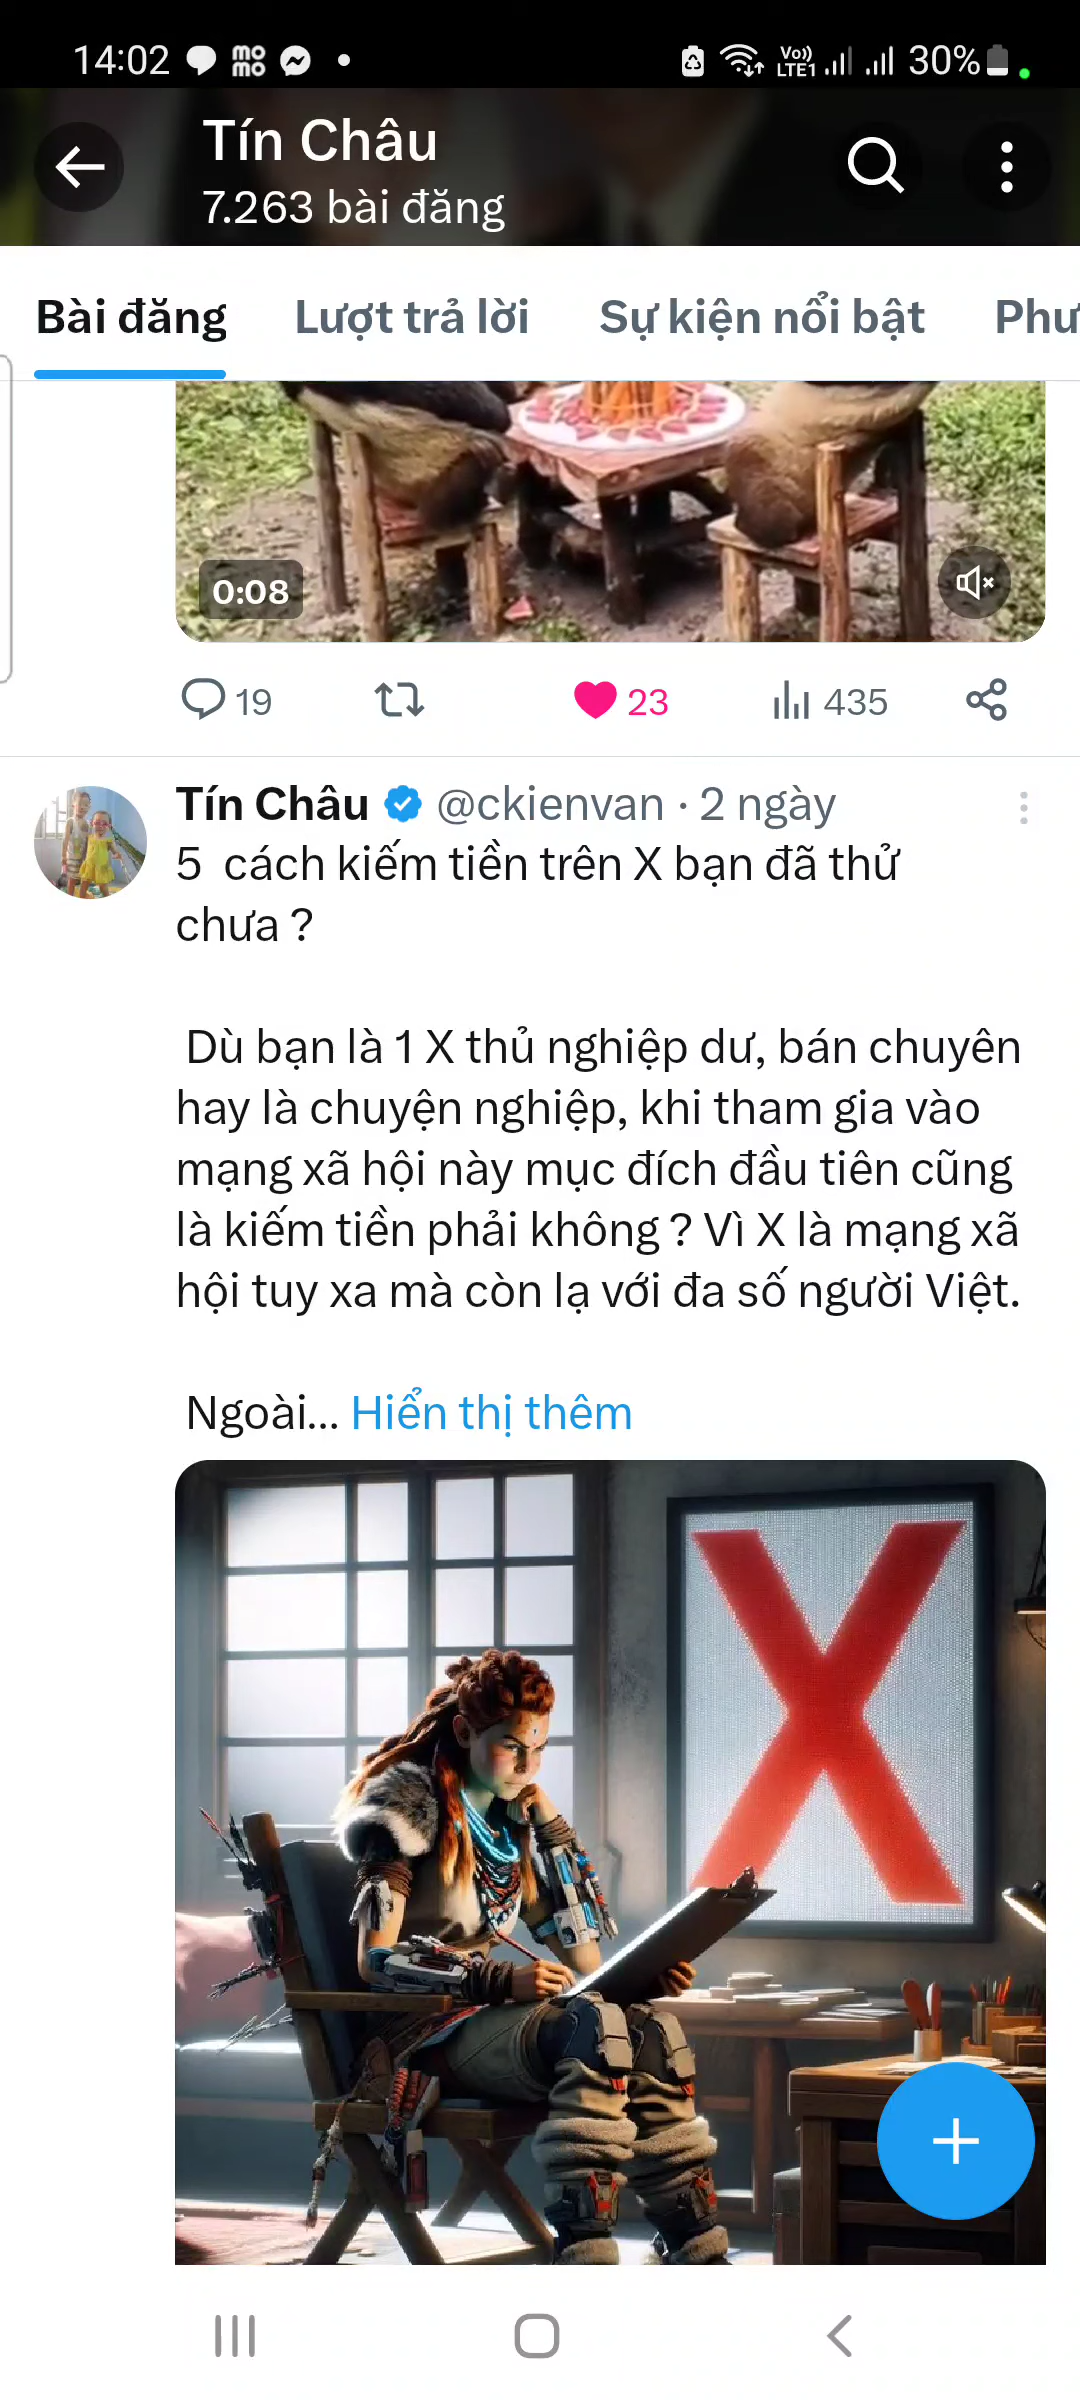 14:02 mo mo Vo)) LTE1 30%
Tín Châu
7.263 bài đăng
Bài đăng Lượt trả lời Sự kiện nổi bật Phư
0:08
19 23 435
Tín Châu @ckienvan · 2 ngày
5 cách kiếm tiền trên X bạn đã thử
chưa ?
Dù bạn là 1 X thủ nghiệp dư, bán chuyên
hay là chuyện nghiệp, khi tham gia vào
mạng xã hội này mục đích đầu tiên cũng
là kiếm tiền phải không ? Vì X là mạng xã
hội tuy xa mà còn lạ với đa số người Việt.
Ngoài... Hiển thị thêm
X